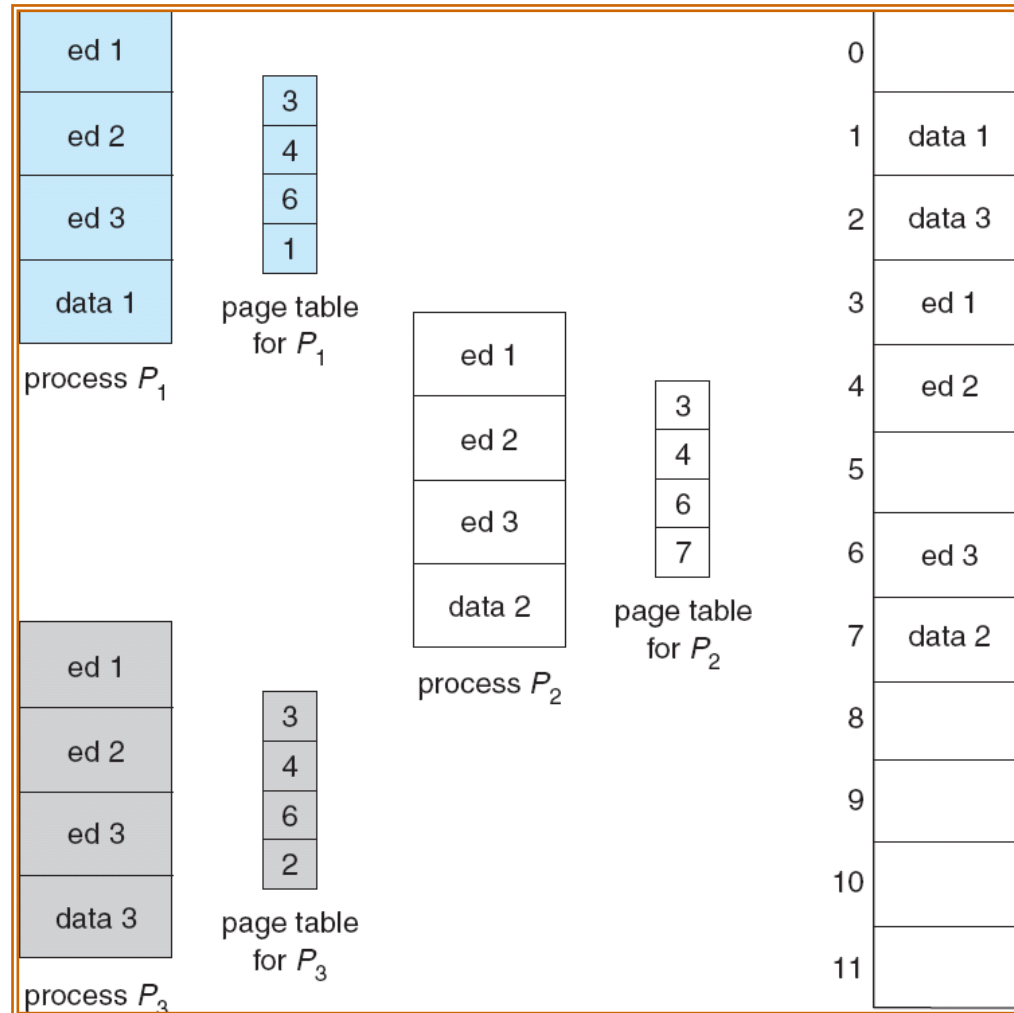 ed 1
ed 2
ed 3
data 1
process P1
3
4
6
1
page table
for P1
ed 1
ed 2
ed 3
data 2
process P2
3
4
6
7
page table
for P2
ed 1
ed 2
ed 3
data 3
process P3
3
4
6
2
page table
for P3
0
1 data 1
2 data 3
3 ed 1
4 ed 2
5
6 ed 3
7 data 2
8
9
10
11